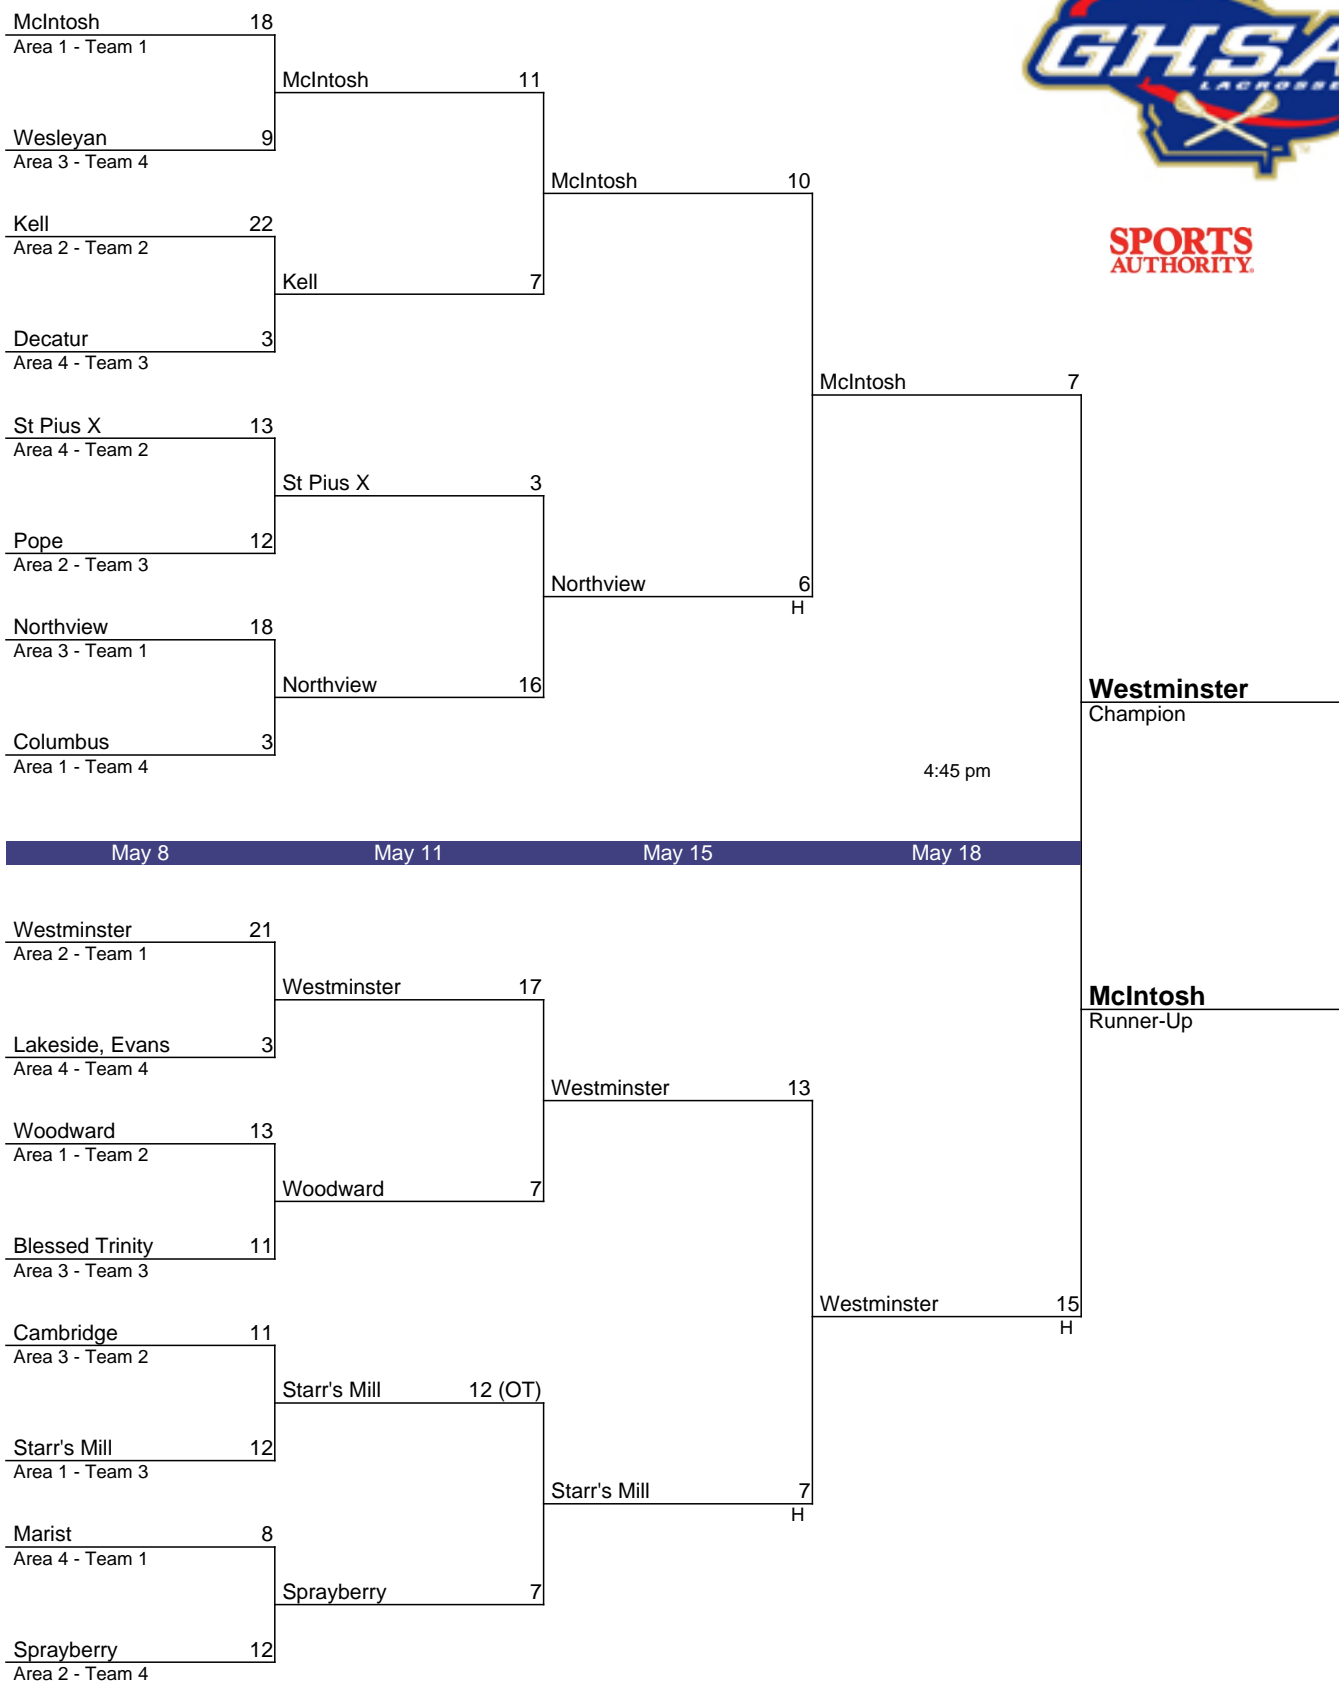 McIntosh 18
Area 1 - Team 1
McIntosh 11
Wesleyan 9
Area 3 - Team 4
McIntosh 10
Kell 22
Area 2 - Team 2
Kell 7
Decatur 3
Area 4 - Team 3
McIntosh 7
St Pius X 13
Area 4 - Team 2
St Pius X 3
Pope 12
Area 2 - Team 3
Northview 6
H
Northview 18
Area 3 - Team 1
Northview 16
Columbus 3
Area 1 - Team 4
4:45 pm
Westminster
Champion
GHSA
LACROSSE
SPORTS
AUTHORITY.
May 8 May 11 May 15 May 18
Westminster 21
Area 2 - Team 1
Westminster 17
Lakeside, Evans 3
Area 4 - Team 4
McIntosh
Runner-Up
Westminster 13
Woodward 13
Area 1 - Team 2
Woodward 7
Blessed Trinity 11
Area 3 - Team 3
Westminster 15
H
Cambridge 11
Area 3 - Team 2
Starr's Mill 12 (OT)
Starr's Mill 12
Area 1 - Team 3
Starr's Mill 7
H
Marist 8
Area 4 - Team 1
Sprayberry 7
Sprayberry 12
Area 2 - Team 4